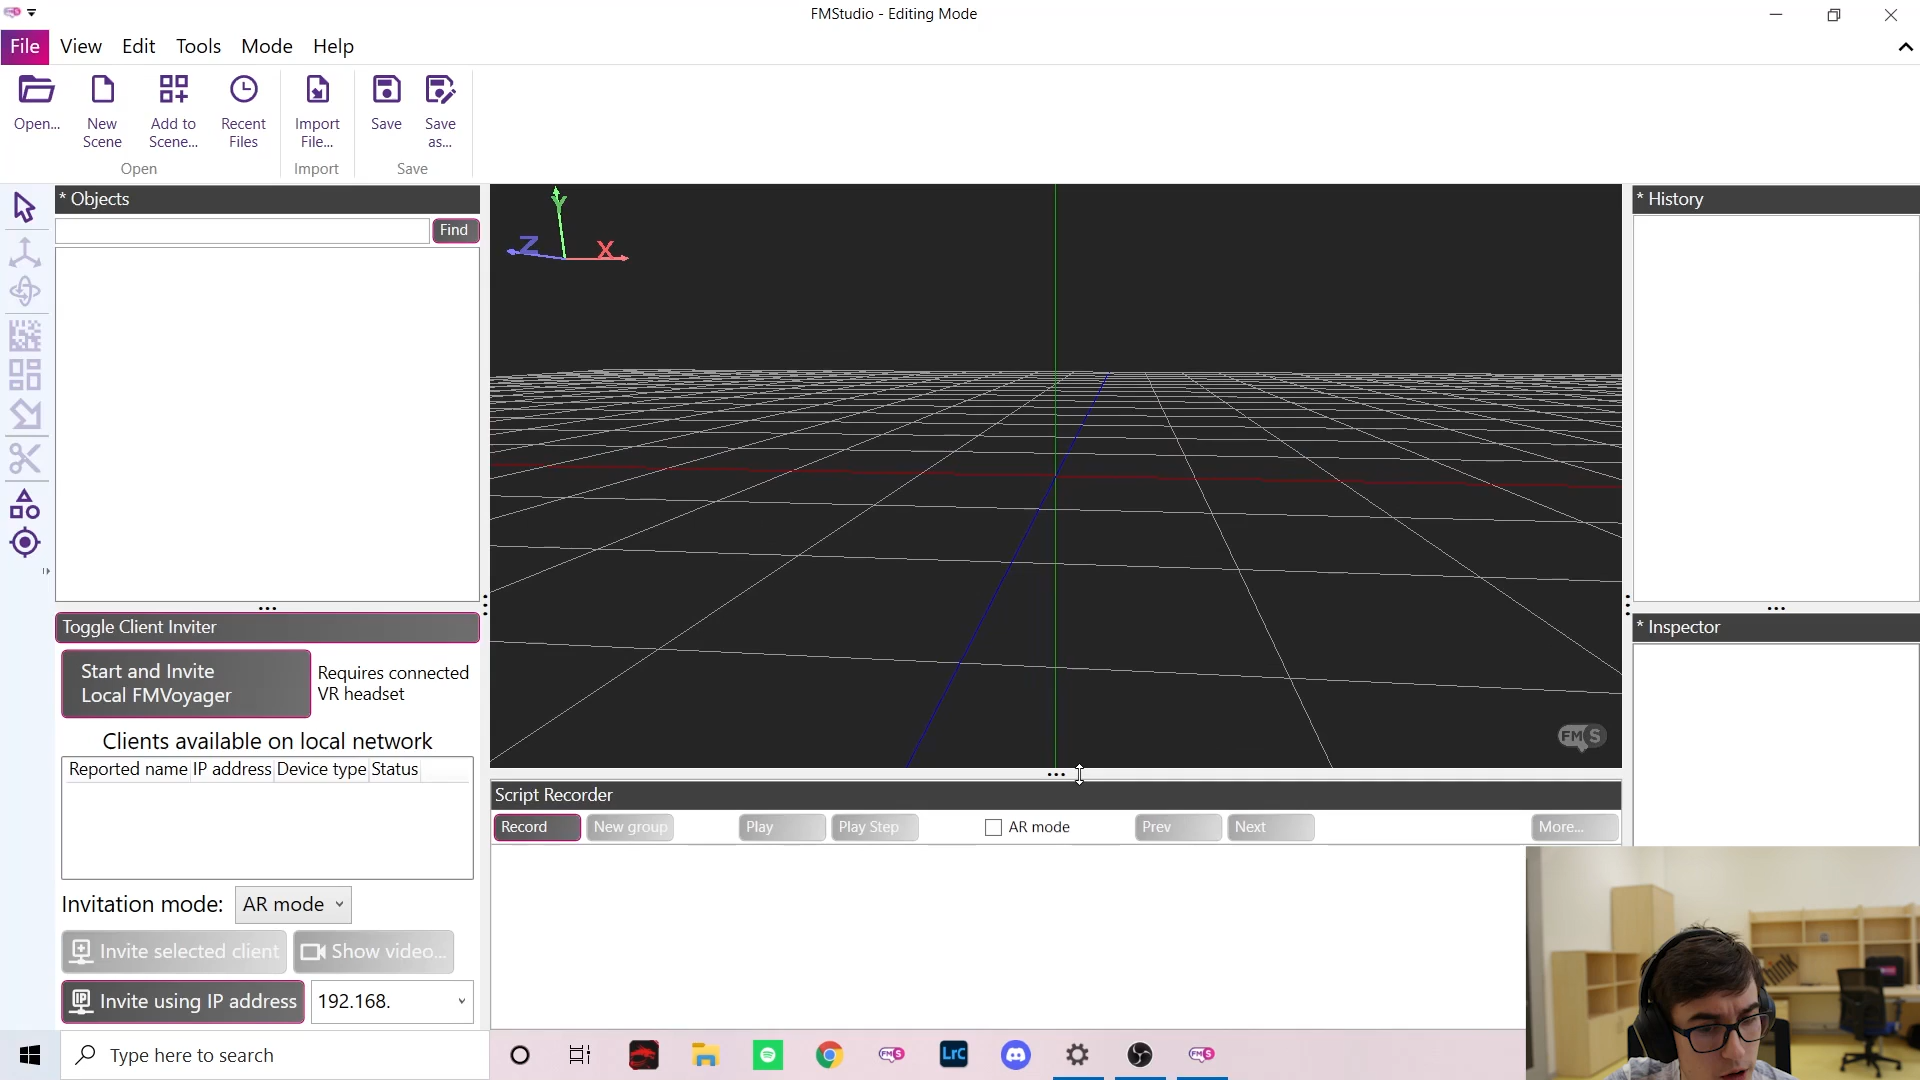 FMStudio - Editing Mode
File View Edit Tools Mode Help
Open...
New Scene
Add to Scene...
Recent Files
Import File...
Save
Save as...
Open
Import
Save
* Objects
Find
Y
Z
X
* History
Toggle Client Inviter
Start and Invite
Local FMVoyager
Requires connected
VR headset
Clients available on local network
Reported name IP address Device type Status
Invitation mode: AR mode
Invite selected client
Show video...
IP Invite using IP address
192.168.
FMS
Script Recorder
Record New group Play Play Step AR mode Prev Next More...
* Inspector
think
Type here to search
FMS
LrC
FMS